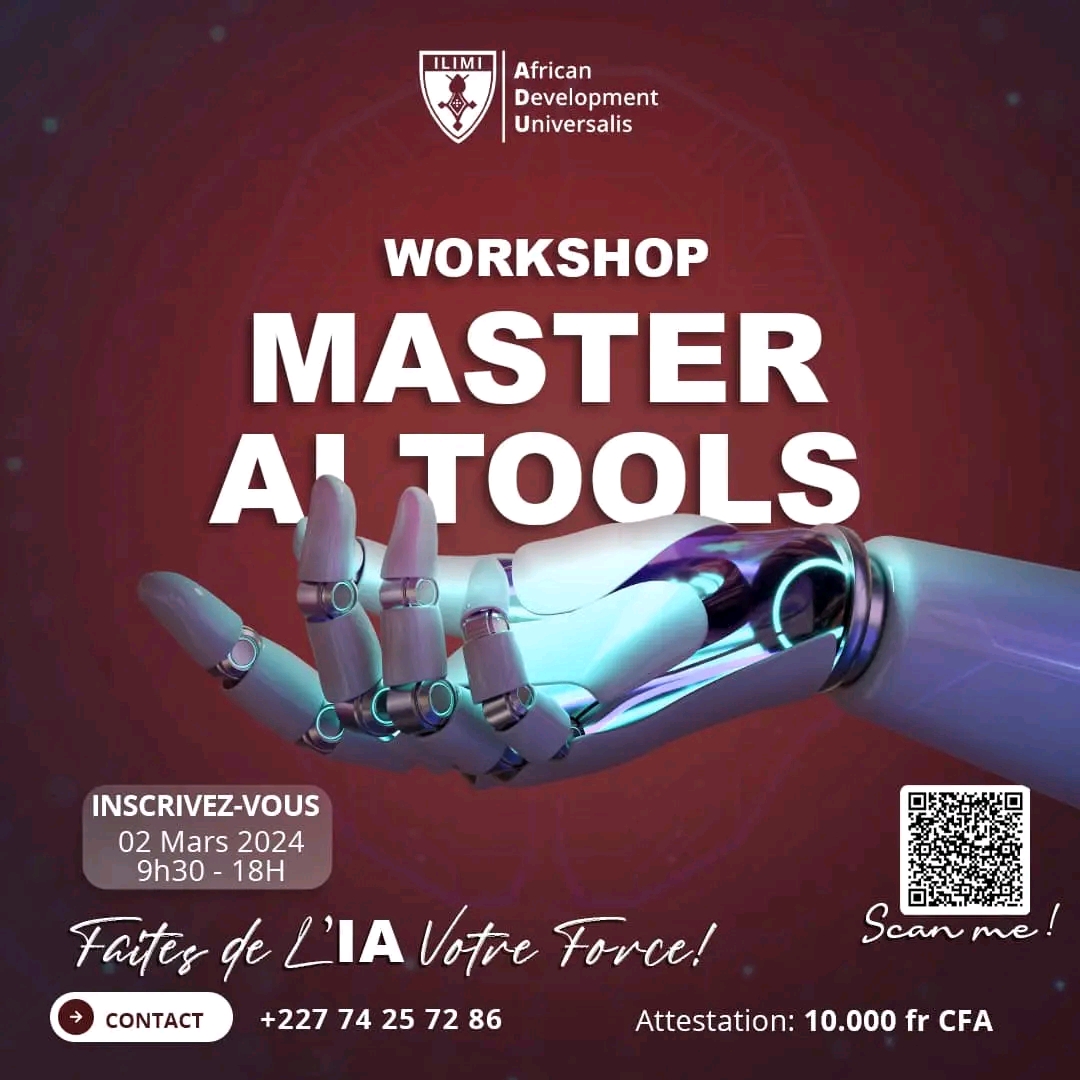 ILIMI
African
Development
Universalis
WORKSHOP
MASTER
AI TOOLS
INSCRIVEZ-VOUS
02 Mars 2024
9h30 - 18H
Scan me !
Faites de L'IA Votre Force!
CONTACT
+227 74 25 72 86
Attestation: 10.000 fr CFA